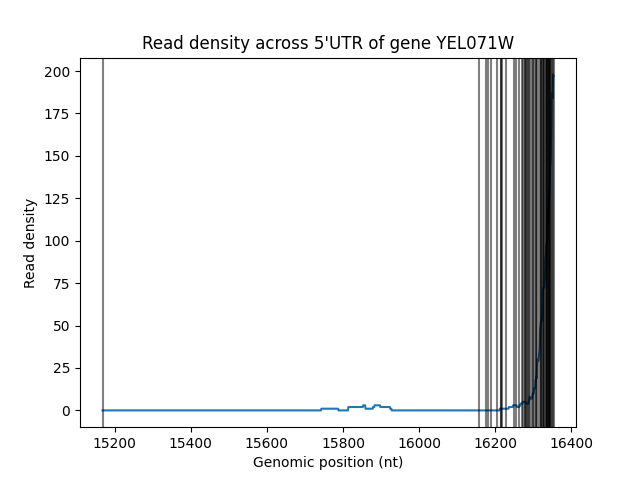 Read density across 5'UTR of gene YEL071W
200
175
150
125
100
75
50
25
0
Read density
15200 15400 15600 15800 16000 16200 16400
Genomic position (nt)